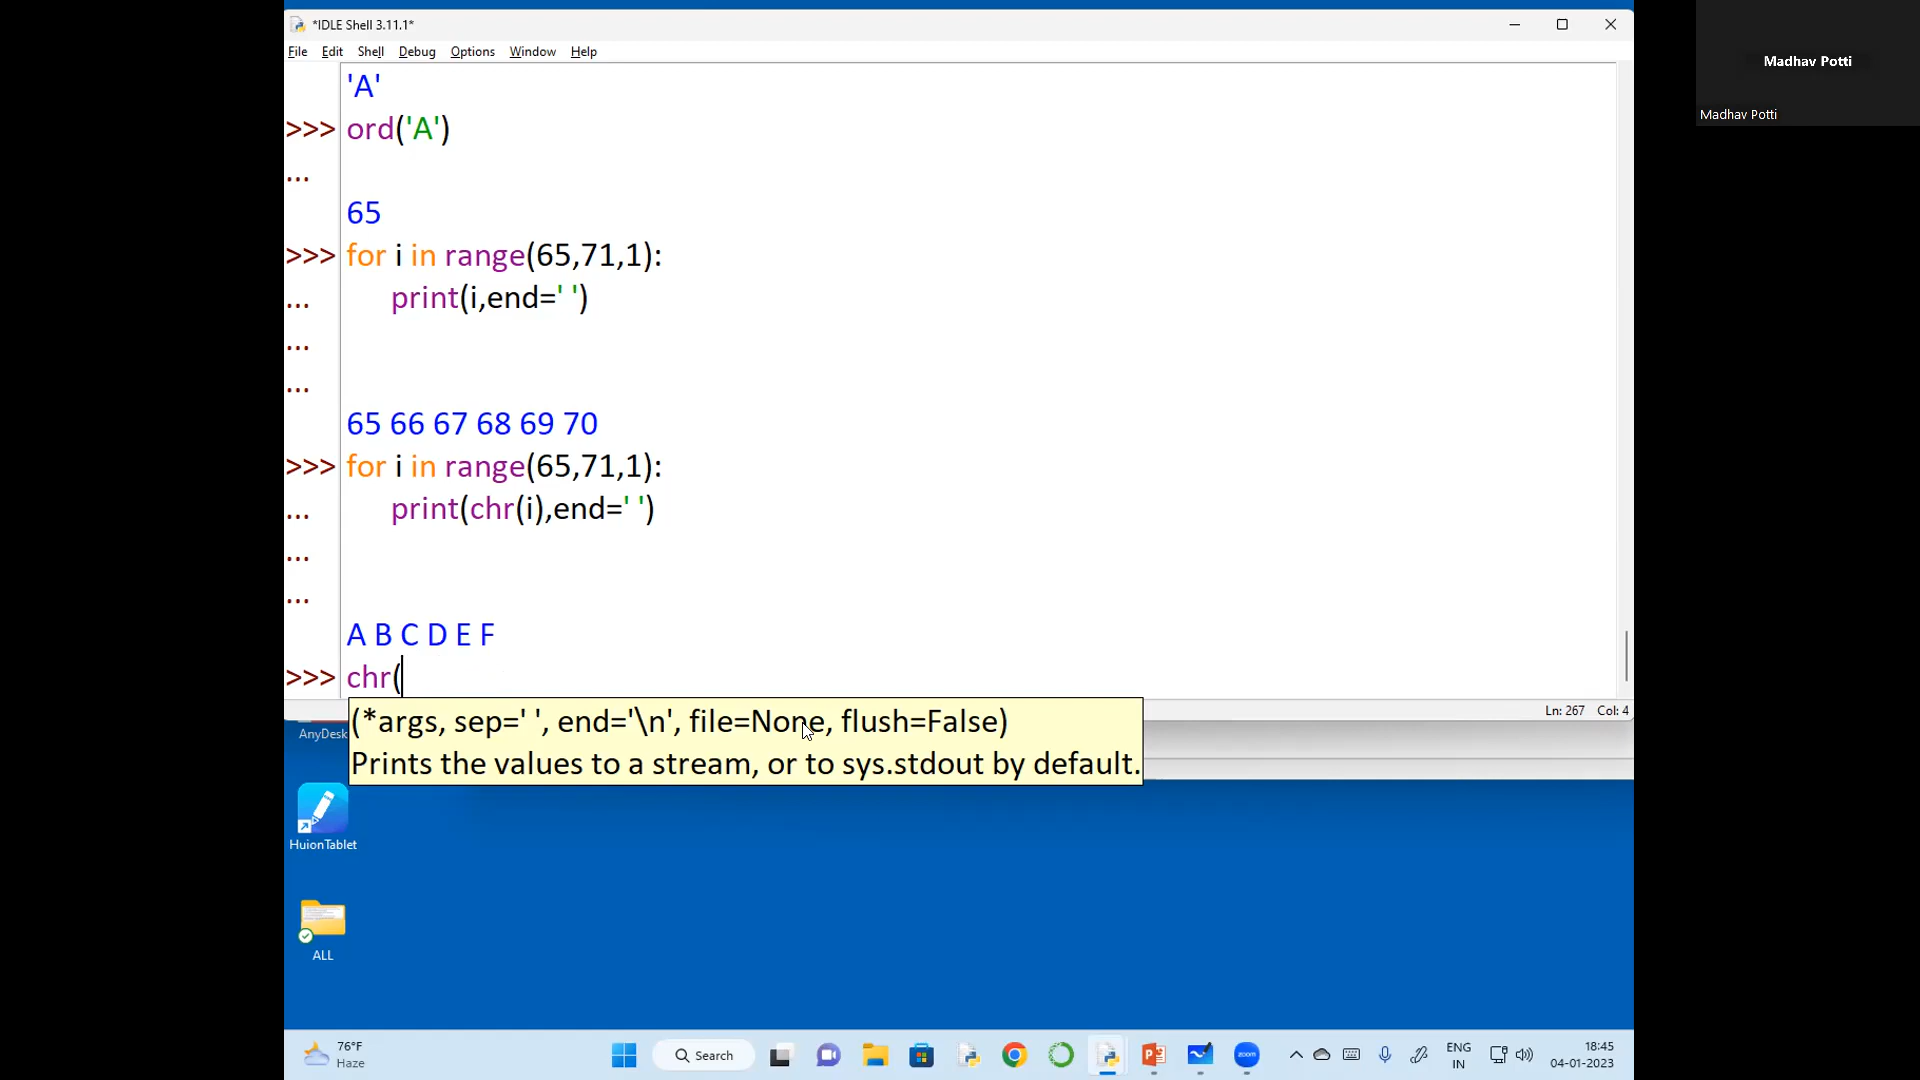 *IDLE Shell 3.11.1*
File Edit Shell Debug Options Window Help
'A'
>>> ord('A')
...
65
>>> for i in range(65,71,1):
... print(i,end=' ')
...
...
65 66 67 68 69 70
>>> for i in range(65,71,1):
... print(chr(i),end=' ')
...
...
A B C D E F
>>> chr(
(*args, sep=' ', end='\n', file=None, flush=False)
Prints the values to a stream, or to sys.stdout by default.
Ln: 267 Col: 4
AnyDesk
HuionTablet
ALL
76°F
Haze
Search
zoom
ENG
IN
18:45
04-01-2023
Madhav Potti
Madhav Potti